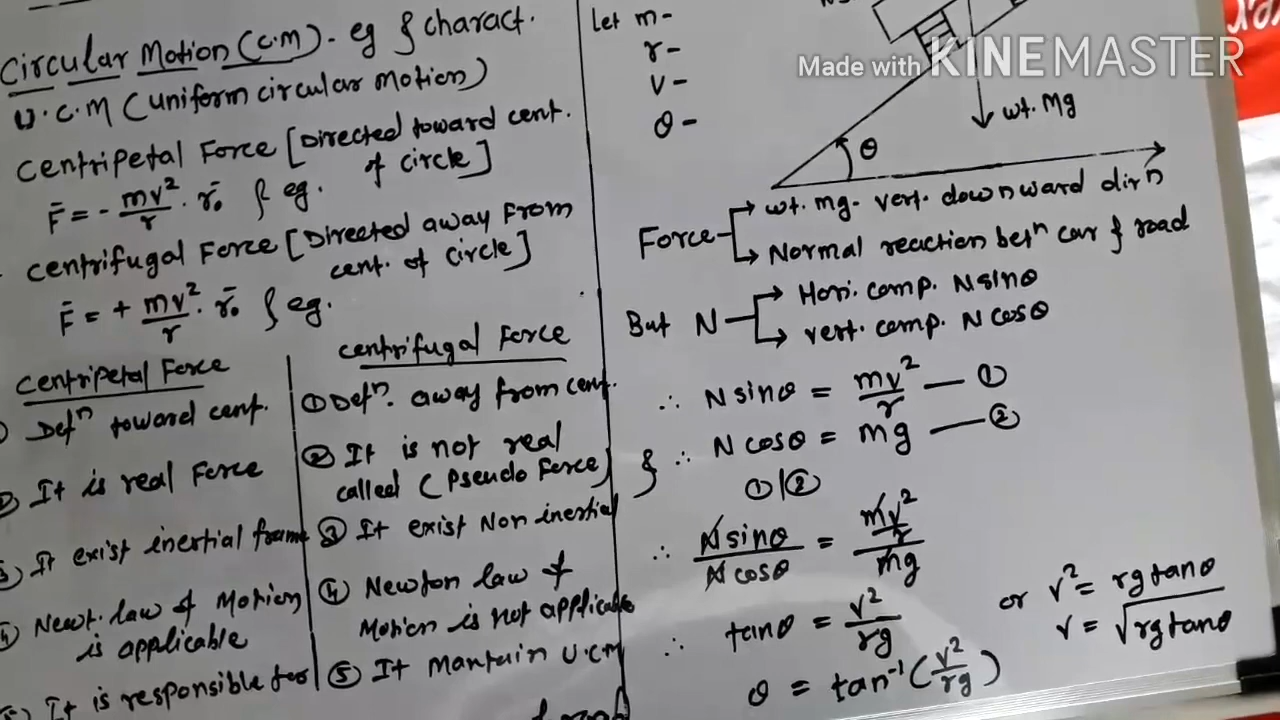 Circular Motion (C.M) - eg & charact.
U.C.M (uniform circular motion)
centripetal Force [Directed toward cent. of circle]
F̄ = - mv²/r . r̄₀ & eg.
centrifugal Force [Directed away from cent. of circle]
F̄ = + mv²/r . r̄₀ & eg.
centripetal Force
Defⁿ toward cent.
It is real Force
It exist inertial frame
Newt. law of Motion is applicable
It is responsible for
centrifugal Force
① Defⁿ. away from cent.
② It is not real called (Pseudo Force)
③ It exist Non inertial
④ Newton law of Motion is not applicable
⑤ It mantain U.CM
Let m-
r-
v-
θ-
wt. Mg
θ
Force
wt. mg - vert. downward dirⁿ
Normal reaction betⁿ car & road
But N
Hori. comp. N sinθ
vert. comp. N cosθ
∴ N sinθ = mv²/r — ①
& ∴ N cosθ = mg — ②
①/②
∴ N sinθ / N cosθ = mv²/r / mg
∴ tanθ = v²/rg
θ = tan⁻¹(v²/rg)
or v² = rg tanθ
v = √rg tanθ
Made with KINEMASTER